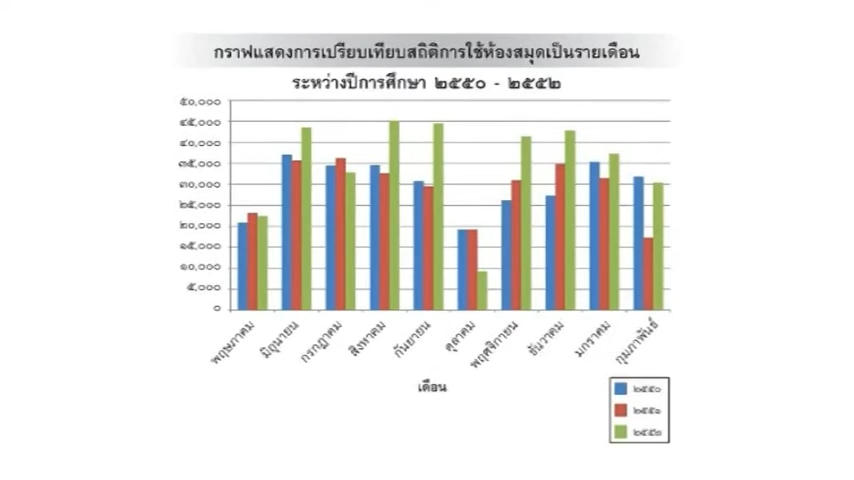 กราฟแสดงการเปรียบเทียบสถิติการใช้ห้องสมุดเป็นรายเดือน
ระหว่างปีการศึกษา ๒๕๕๐ - ๒๕๕๒
๕๐,๐๐๐
๔๕,๐๐๐
๔๐,๐๐๐
๓๕,๐๐๐
๓๐,๐๐๐
๒๕,๐๐๐
๒๐,๐๐๐
๑๕,๐๐๐
๑๐,๐๐๐
๕,๐๐๐
๐
พฤษภาคม
มิถุนายน
กรกฎาคม
สิงหาคม
กันยายน
ตุลาคม
พฤศจิกายน
ธันวาคม
มกราคม
กุมภาพันธ์
เดือน
๒๕๕๐
๒๕๕๑
๒๕๕๒